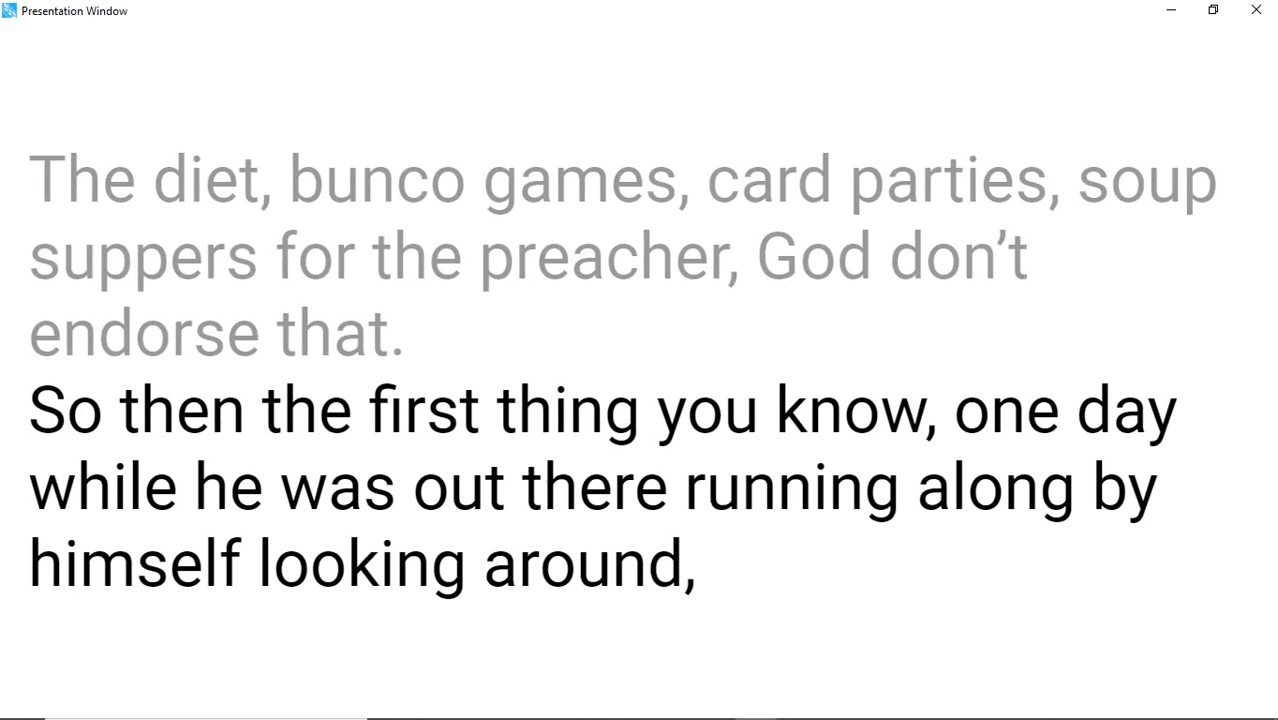 Presentation Window
The diet, bunco games, card parties, soup
suppers for the preacher, God don’t
endorse that.
So then the first thing you know, one day
while he was out there running along by
himself looking around,